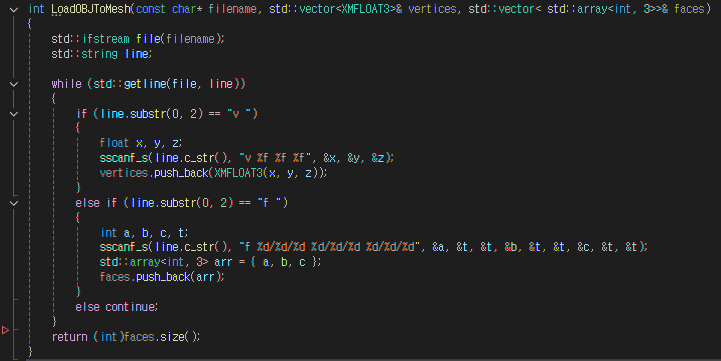 int LoadOBJToMesh(const char* filename, std::vector<XMFLOAT3>& vertices, std::vector< std::array<int, 3>>& faces)
{
std::ifstream file(filename);
std::string line;
while (std::getline(file, line))
{
if (line.substr(0, 2) == "v ")
{
float x, y, z;
sscanf_s(line.c_str(), "v %f %f %f", &x, &y, &z);
vertices.push_back(XMFLOAT3(x, y, z));
}
else if (line.substr(0, 2) == "f ")
{
int a, b, c, t;
sscanf_s(line.c_str(), "f %d/%d/%d %d/%d/%d %d/%d/%d", &a, &t, &t, &b, &t, &t, &c, &t, &t);
std::array<int, 3> arr = { a, b, c };
faces.push_back(arr);
}
else continue;
}
return (int)faces.size();
}